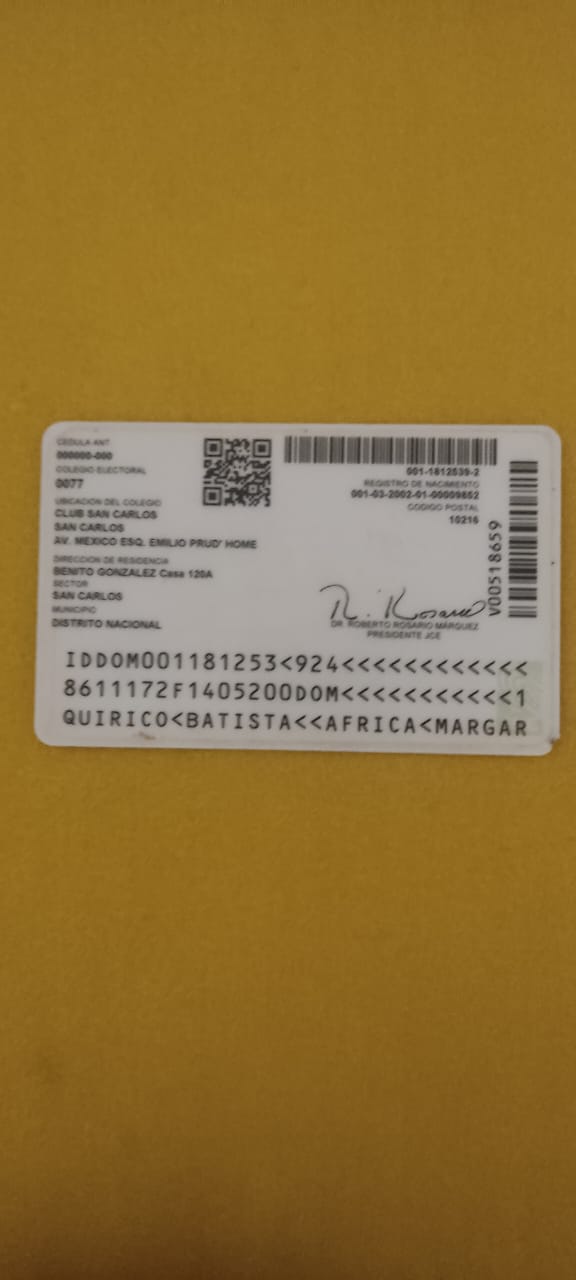 CEDULA ANT
000000-000
COLEGIO ELECTORAL
0077
UBICACION DEL COLEGIO
CLUB SAN CARLOS
SAN CARLOS
AV. MEXICO ESQ. EMILIO PRUD' HOME
DIRECCION DE RESIDENCIA
BENITO GONZALEZ Casa 120A
SECTOR
SAN CARLOS
MUNICIPIO
DISTRITO NACIONAL
001-1812539-2
REGISTRO DE NACIMIENTO
001-03-2002-01-00009852
CODIGO POSTAL
10216
V00518659
R. Rosario
DR. ROBERTO ROSARIO MÁRQUEZ
PRESIDENTE JCE
IDDOM001181253<924<<<<<<<<<<<<
8611172F1405200DOM<<<<<<<<<<<1
QUIRICO<BATISTA<<AFRICA<MARGAR